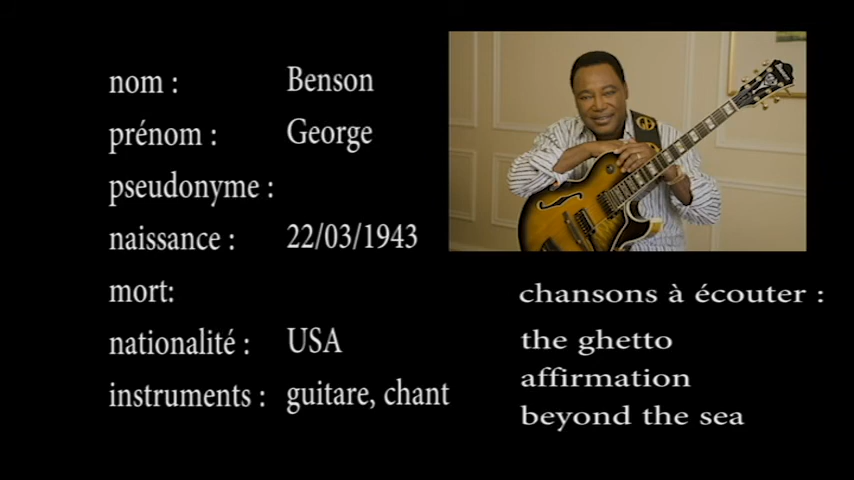 nom : Benson
prénom : George
pseudonyme :
naissance : 22/03/1943
mort:
nationalité : USA
instruments : guitare, chant
chansons à écouter :
the ghetto
affirmation
beyond the sea